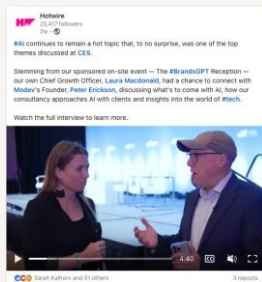 Hotwire
25,417 followers
2w
#AI continues to remain a hot topic that, to no surprise, was one of the top
themes discussed at CES.
Stemming from our sponsored on-site event — The #BrandsGPT Reception —
our own Chief Growth Officer, Laura Macdonald, had a chance to connect with
Modev's Founder, Peter Erickson, discussing what's to come with AI, how our
consultancy approaches AI with clients and insights into the world of #tech.
Watch the full interview to learn more.
4:40
CC
Sarah Kalhorn and 51 others
3 reposts